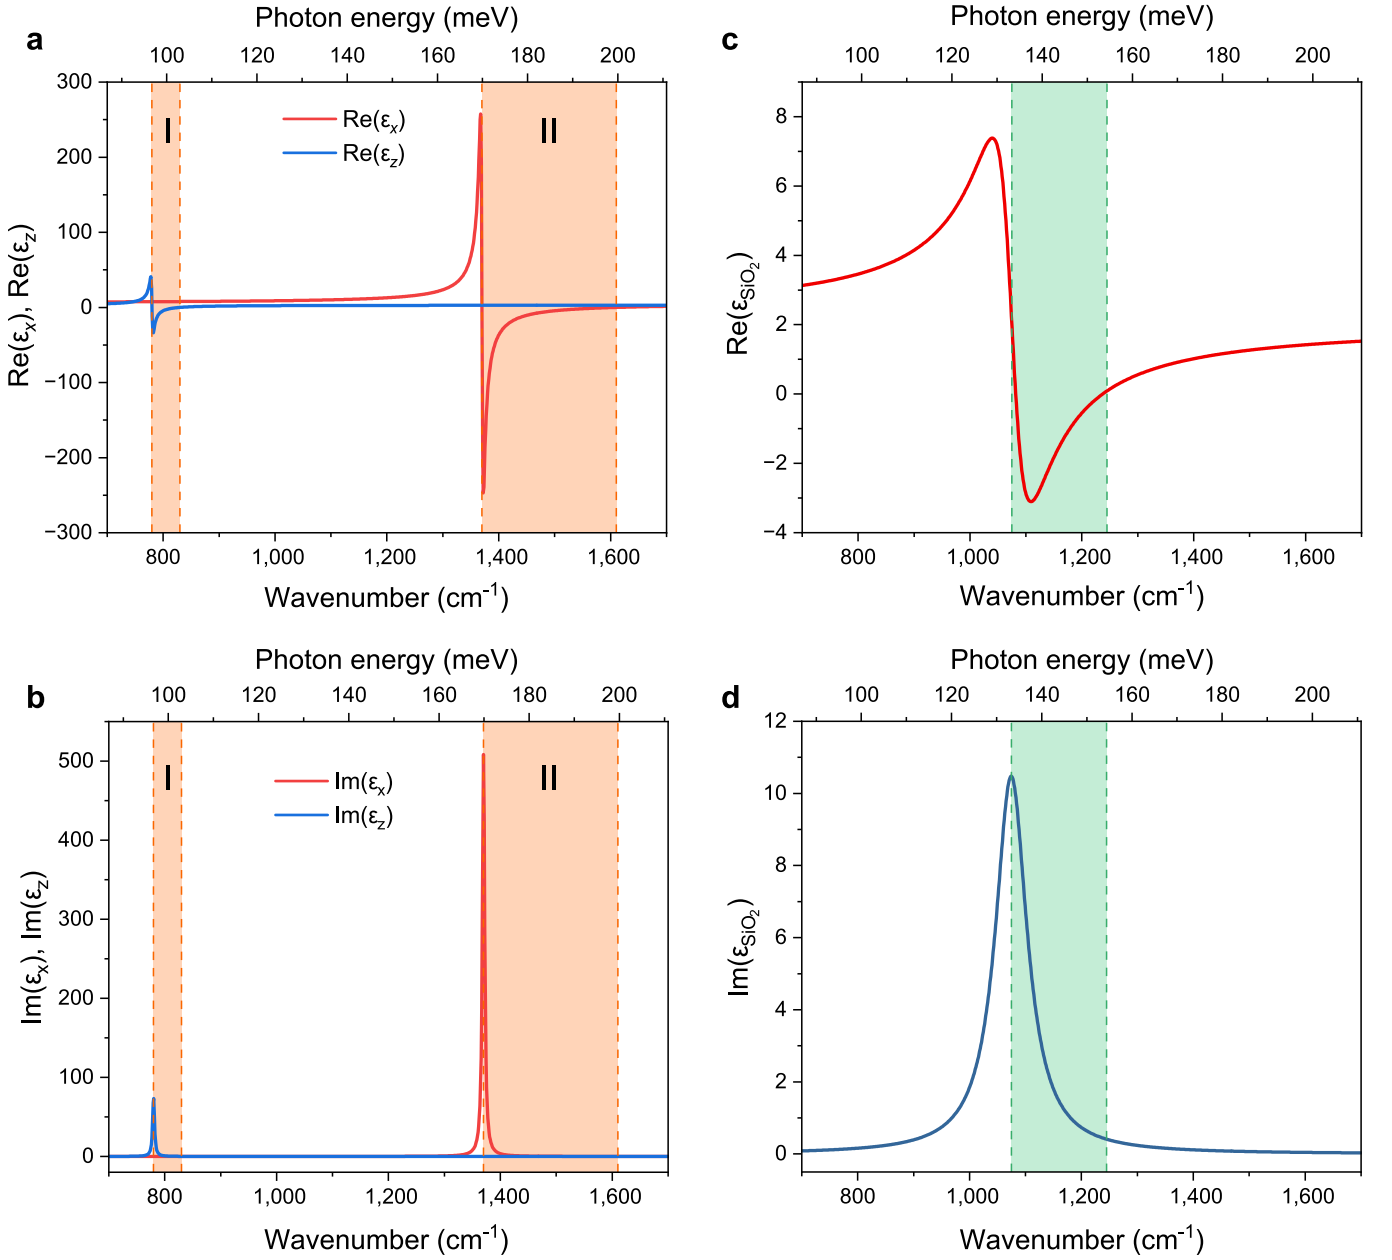 a
Photon energy (meV)
100 120 140 160 180 200
300
200
100
0
−100
−200
−300
Re(εx), Re(εz)
I
II
Re(εx)
Re(εz)
800 1,000 1,200 1,400 1,600
Wavenumber (cm-1)
c
Photon energy (meV)
100 120 140 160 180 200
8
6
4
2
0
−2
−4
Re(εSiO2)
800 1,000 1,200 1,400 1,600
Wavenumber (cm-1)
b
Photon energy (meV)
100 120 140 160 180 200
500
400
300
200
100
0
Im(εx), Im(εz)
I
II
Im(εx)
Im(εz)
800 1,000 1,200 1,400 1,600
Wavenumber (cm-1)
d
Photon energy (meV)
100 120 140 160 180 200
12
10
8
6
4
2
0
Im(εSiO2)
800 1,000 1,200 1,400 1,600
Wavenumber (cm-1)